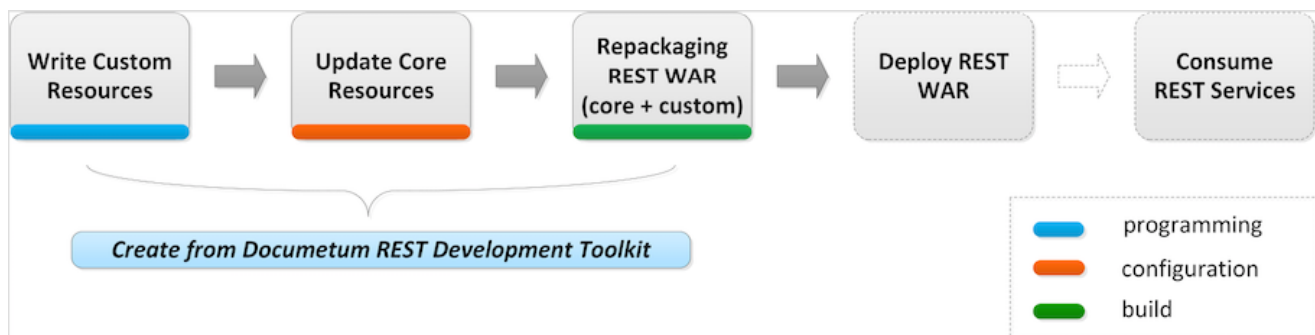 Write Custom
Resources
Update Core
Resources
Repackaging
REST WAR
(core + custom)
Deploy REST
WAR
Consume
REST Services
Create from Documetum REST Development Toolkit
programming
configuration
build